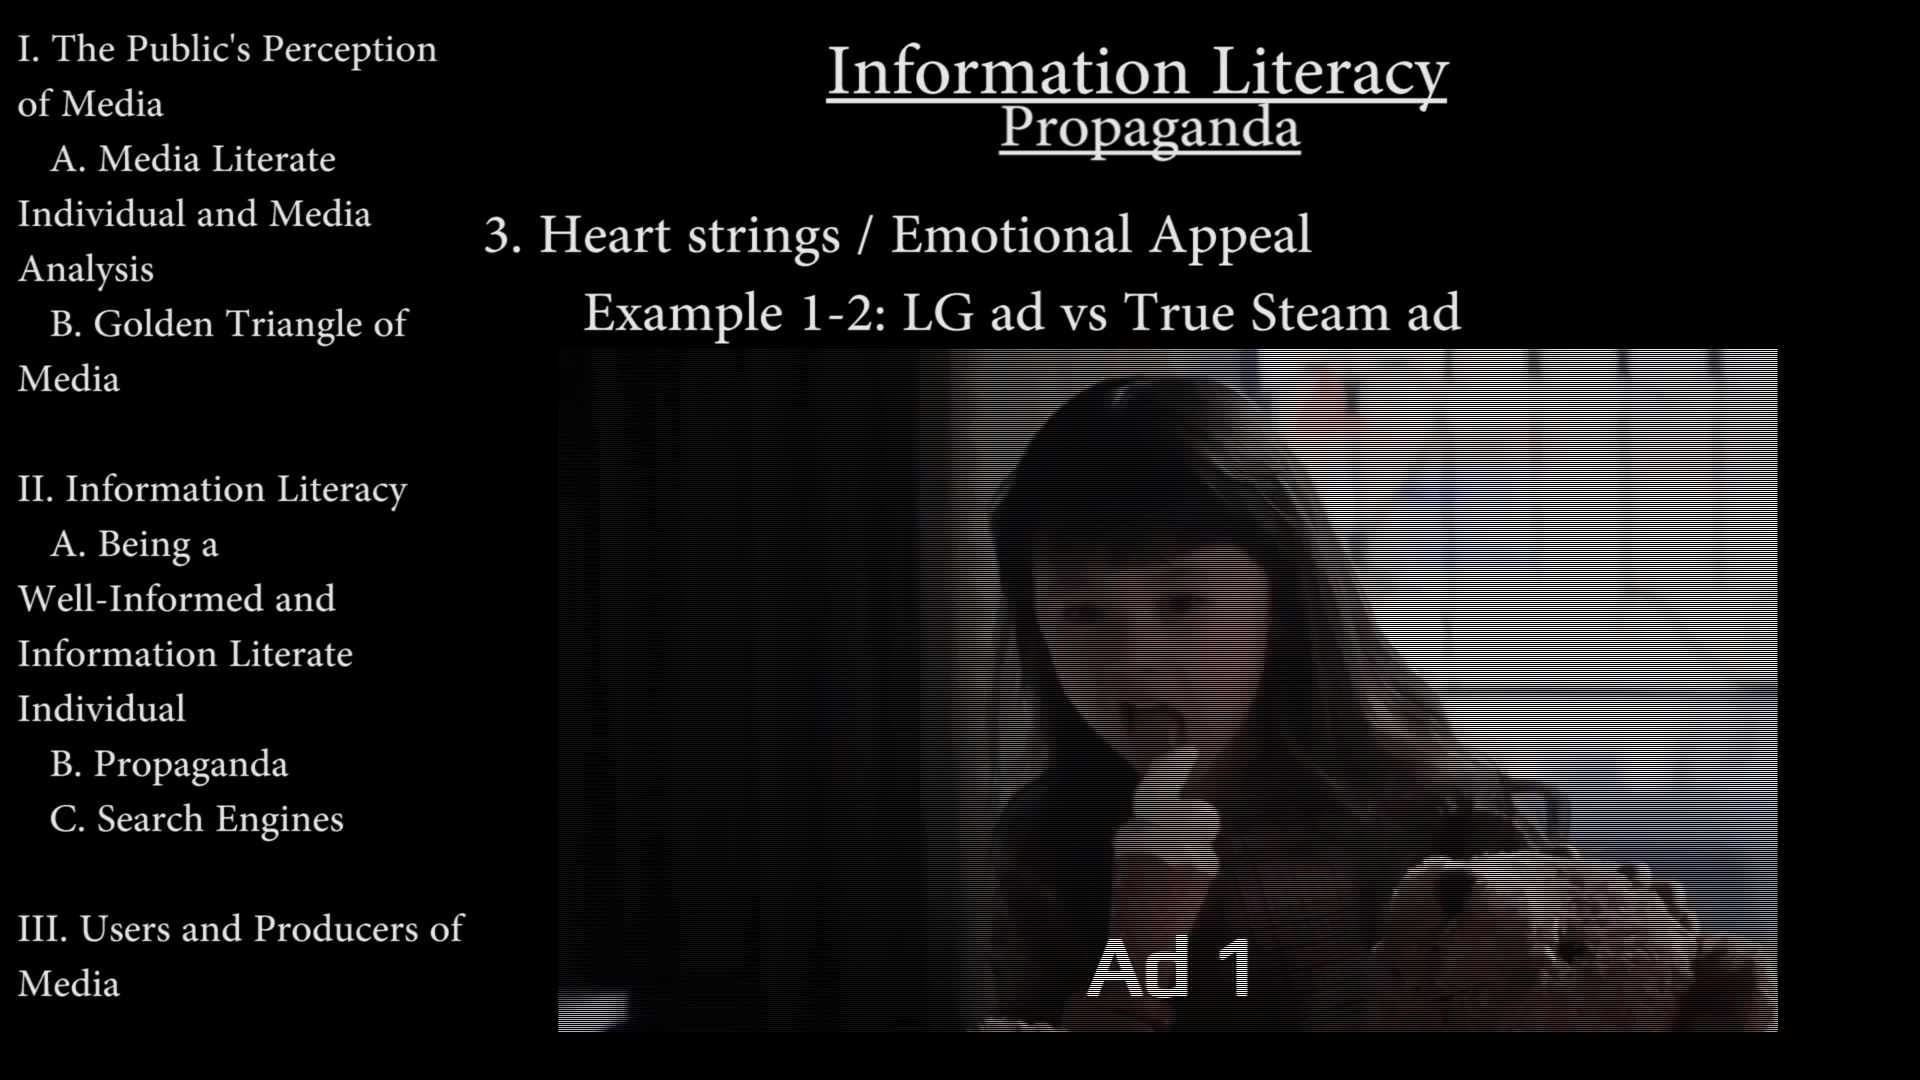 I. The Public's Perception
of Media
A. Media Literate
Individual and Media
Analysis
B. Golden Triangle of
Media
II. Information Literacy
A. Being a
Well-Informed and
Information Literate
Individual
B. Propaganda
C. Search Engines
III. Users and Producers of
Media
Information Literacy
Propaganda
3. Heart strings / Emotional Appeal
Example 1-2: LG ad vs True Steam ad
Ad 1